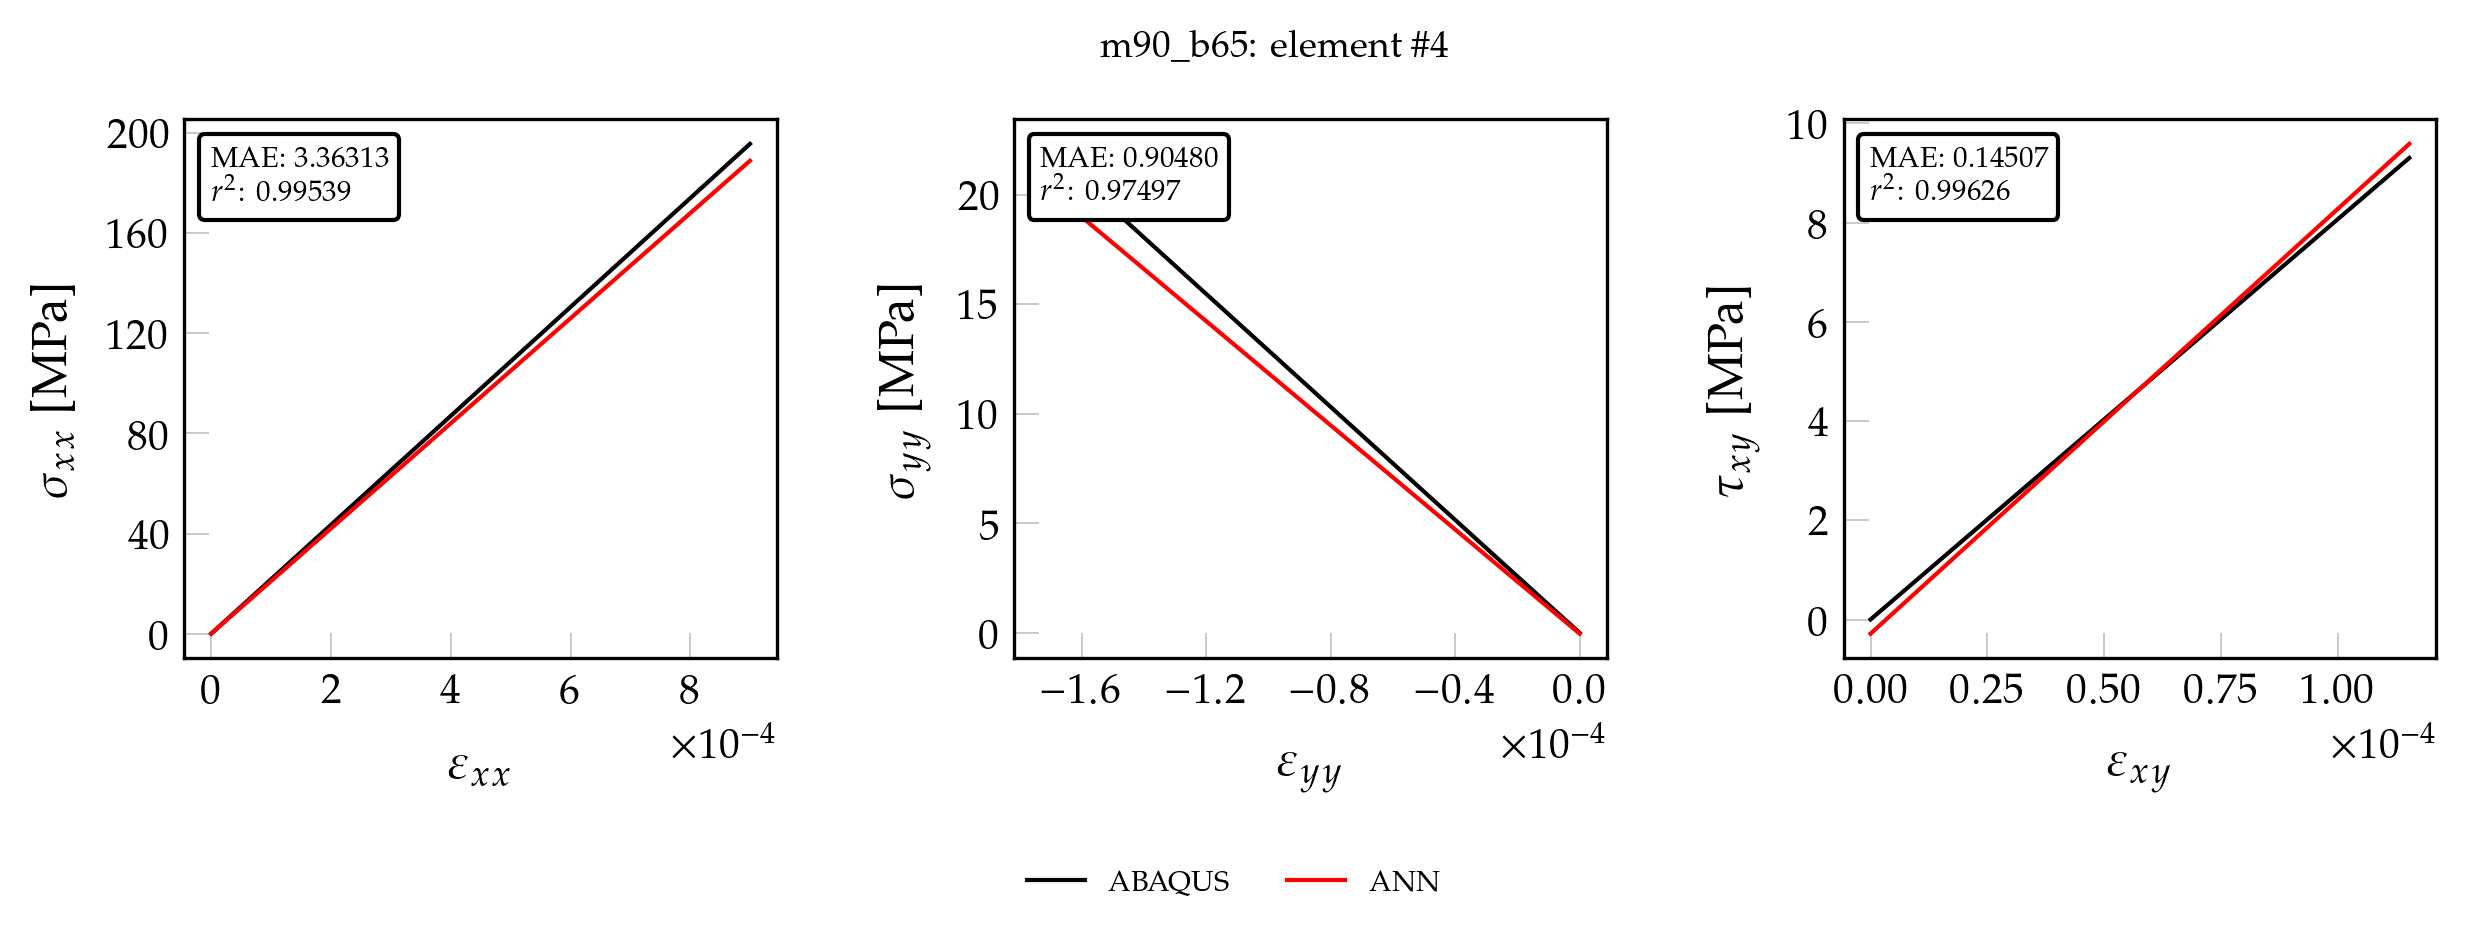 m90_b65: element #4
MAE: 3.36313
r²: 0.99539
200
160
120
80
40
0
σxx [MPa]
0 2 4 6 8
×10⁻⁴
εxx
MAE: 0.90480
r²: 0.97497
20
15
10
5
0
σyy [MPa]
−1.6 −1.2 −0.8 −0.4 0.0
×10⁻⁴
εyy
MAE: 0.14507
r²: 0.99626
10
8
6
4
2
0
τxy [MPa]
0.00 0.25 0.50 0.75 1.00
×10⁻⁴
εxy
ABAQUS ANN